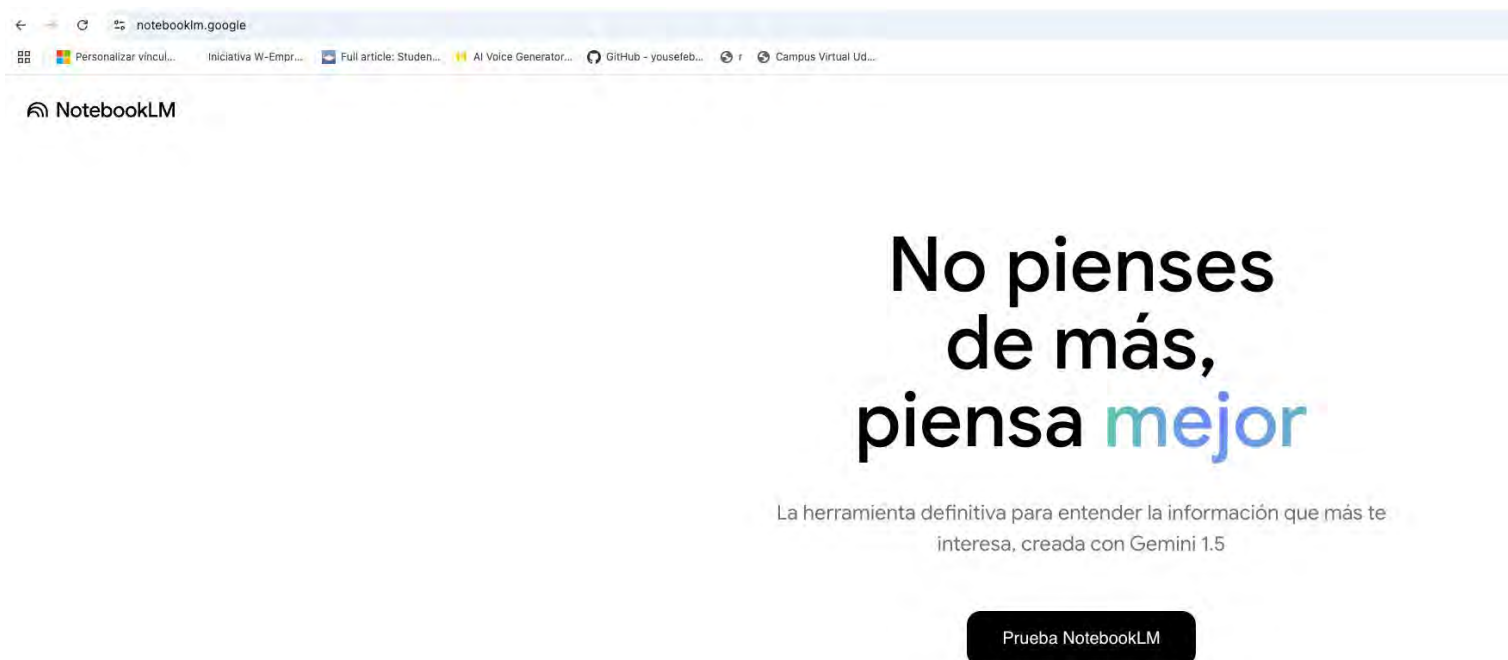 notebooklm.google
Personalizar víncul... Iniciativa W-Empr... Full article: Studen... AI Voice Generator... GitHub - yousefeb... r Campus Virtual Ud...
NotebookLM
No pienses
de más,
piensa mejor
La herramienta definitiva para entender la información que más te
interesa, creada con Gemini 1.5
Prueba NotebookLM